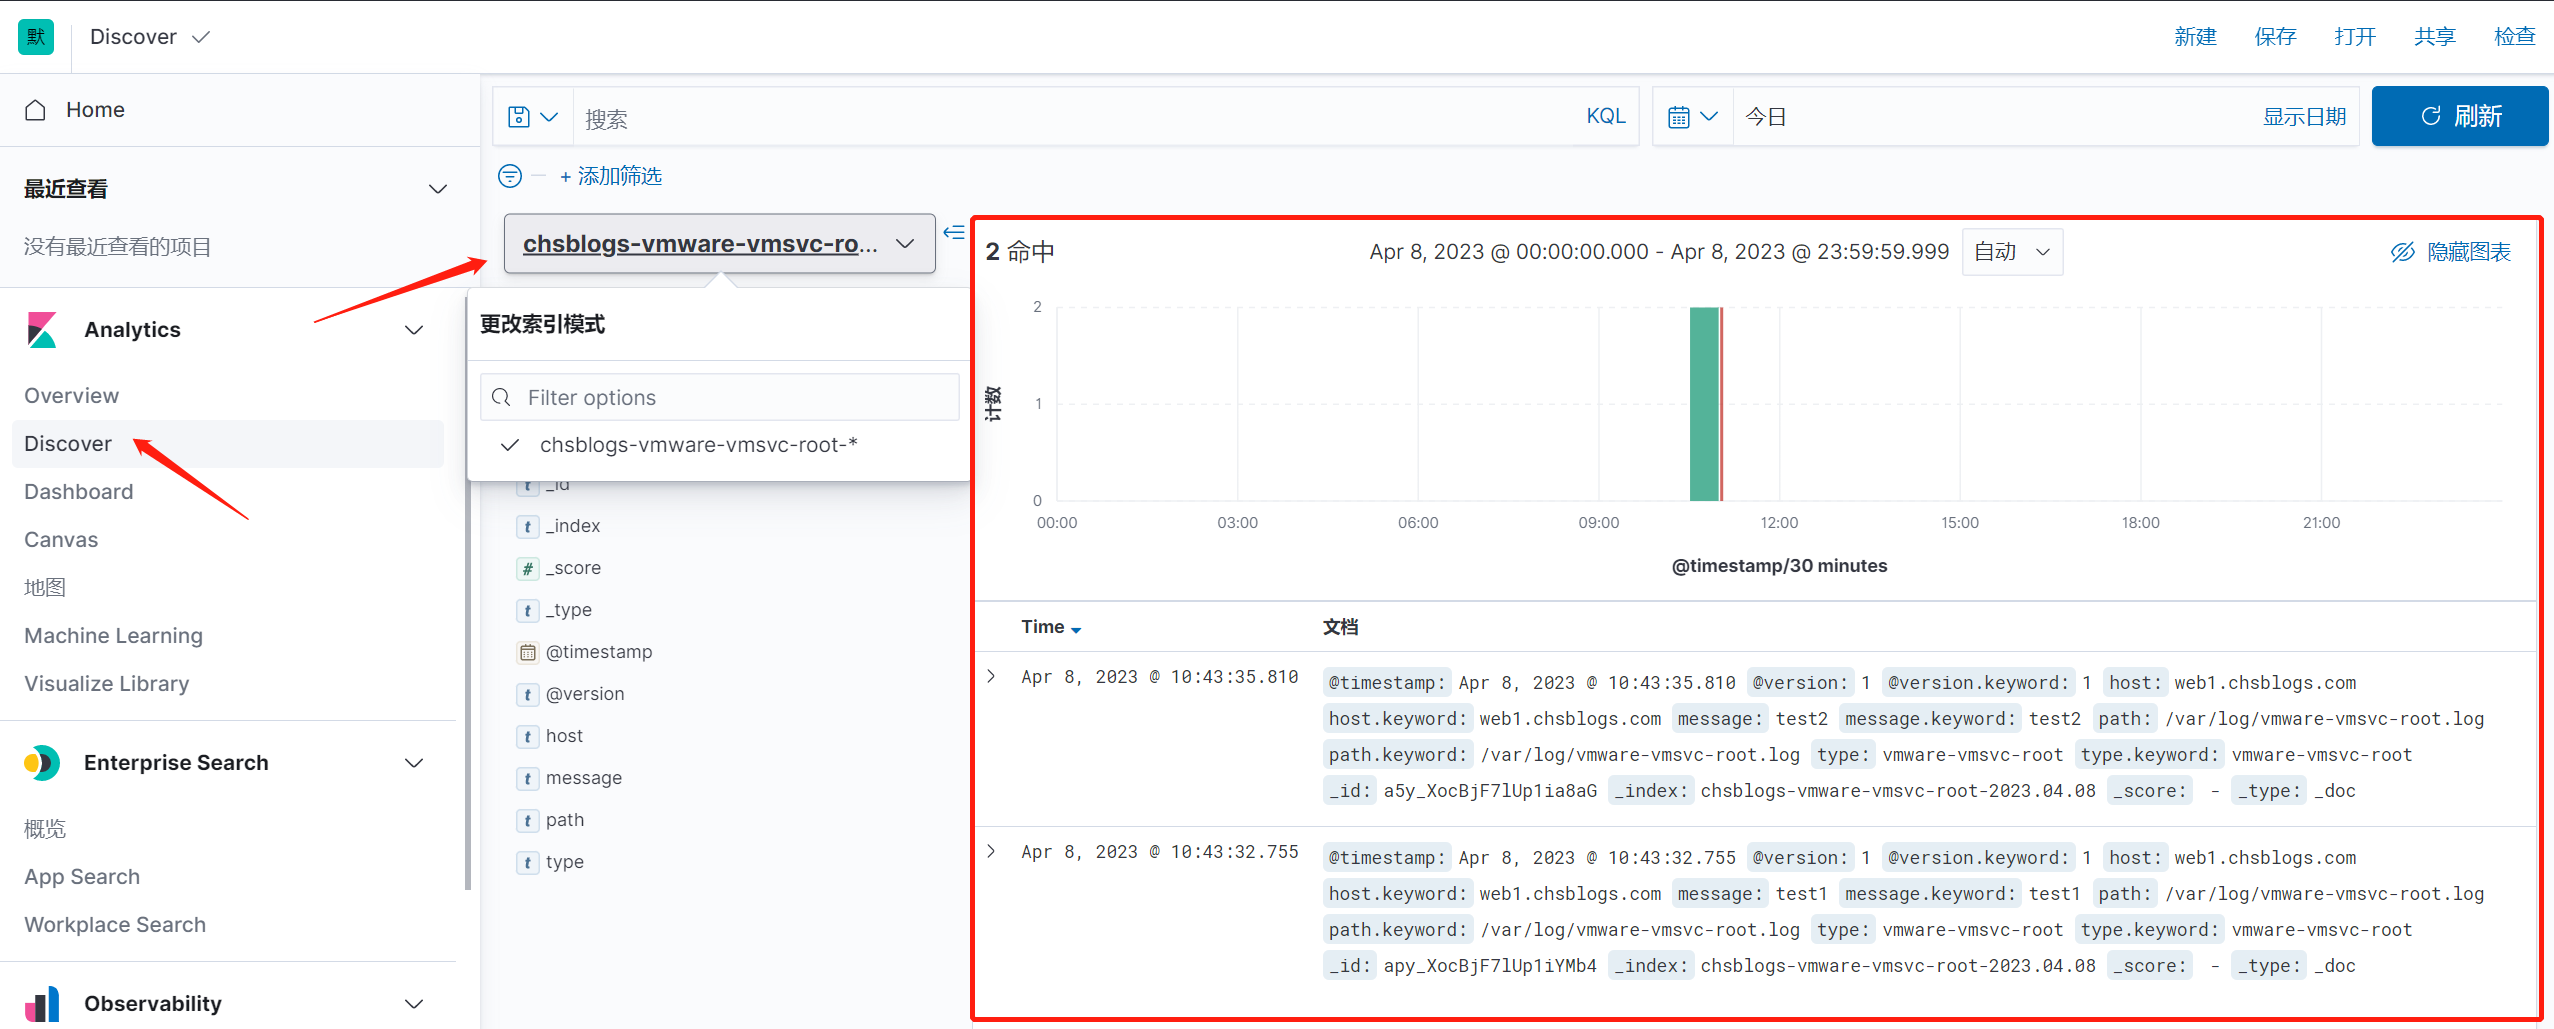 默 Discover 新建 保存 打开 共享 检查
Home
最近查看
没有最近查看的项目
Analytics
Overview
Discover
Dashboard
Canvas
地图
Machine Learning
Visualize Library
Enterprise Search
概览
App Search
Workplace Search
Observability
搜索 KQL 今日 显示日期 刷新
+ 添加筛选
chsblogs-vmware-vmsvc-ro...
更改索引模式
Filter options
chsblogs-vmware-vmsvc-root-*
t _id
t _index
# _score
t _type
@timestamp
t @version
t host
t message
t path
t type
2 命中 Apr 8, 2023 @ 00:00:00.000 - Apr 8, 2023 @ 23:59:59.999 自动 隐藏图表
2
1
0
计数
00:00 03:00 06:00 09:00 12:00 15:00 18:00 21:00
@timestamp/30 minutes
Time 文档
Apr 8, 2023 @ 10:43:35.810 @timestamp: Apr 8, 2023 @ 10:43:35.810 @version: 1 @version.keyword: 1 host: web1.chsblogs.com
host.keyword: web1.chsblogs.com message: test2 message.keyword: test2 path: /var/log/vmware-vmsvc-root.log
path.keyword: /var/log/vmware-vmsvc-root.log type: vmware-vmsvc-root type.keyword: vmware-vmsvc-root
_id: a5y_XocBjF7lUp1ia8aG _index: chsblogs-vmware-vmsvc-root-2023.04.08 _score: - _type: _doc
Apr 8, 2023 @ 10:43:32.755 @timestamp: Apr 8, 2023 @ 10:43:32.755 @version: 1 @version.keyword: 1 host: web1.chsblogs.com
host.keyword: web1.chsblogs.com message: test1 message.keyword: test1 path: /var/log/vmware-vmsvc-root.log
path.keyword: /var/log/vmware-vmsvc-root.log type: vmware-vmsvc-root type.keyword: vmware-vmsvc-root
_id: apy_XocBjF7lUp1iYMb4 _index: chsblogs-vmware-vmsvc-root-2023.04.08 _score: - _type: _doc